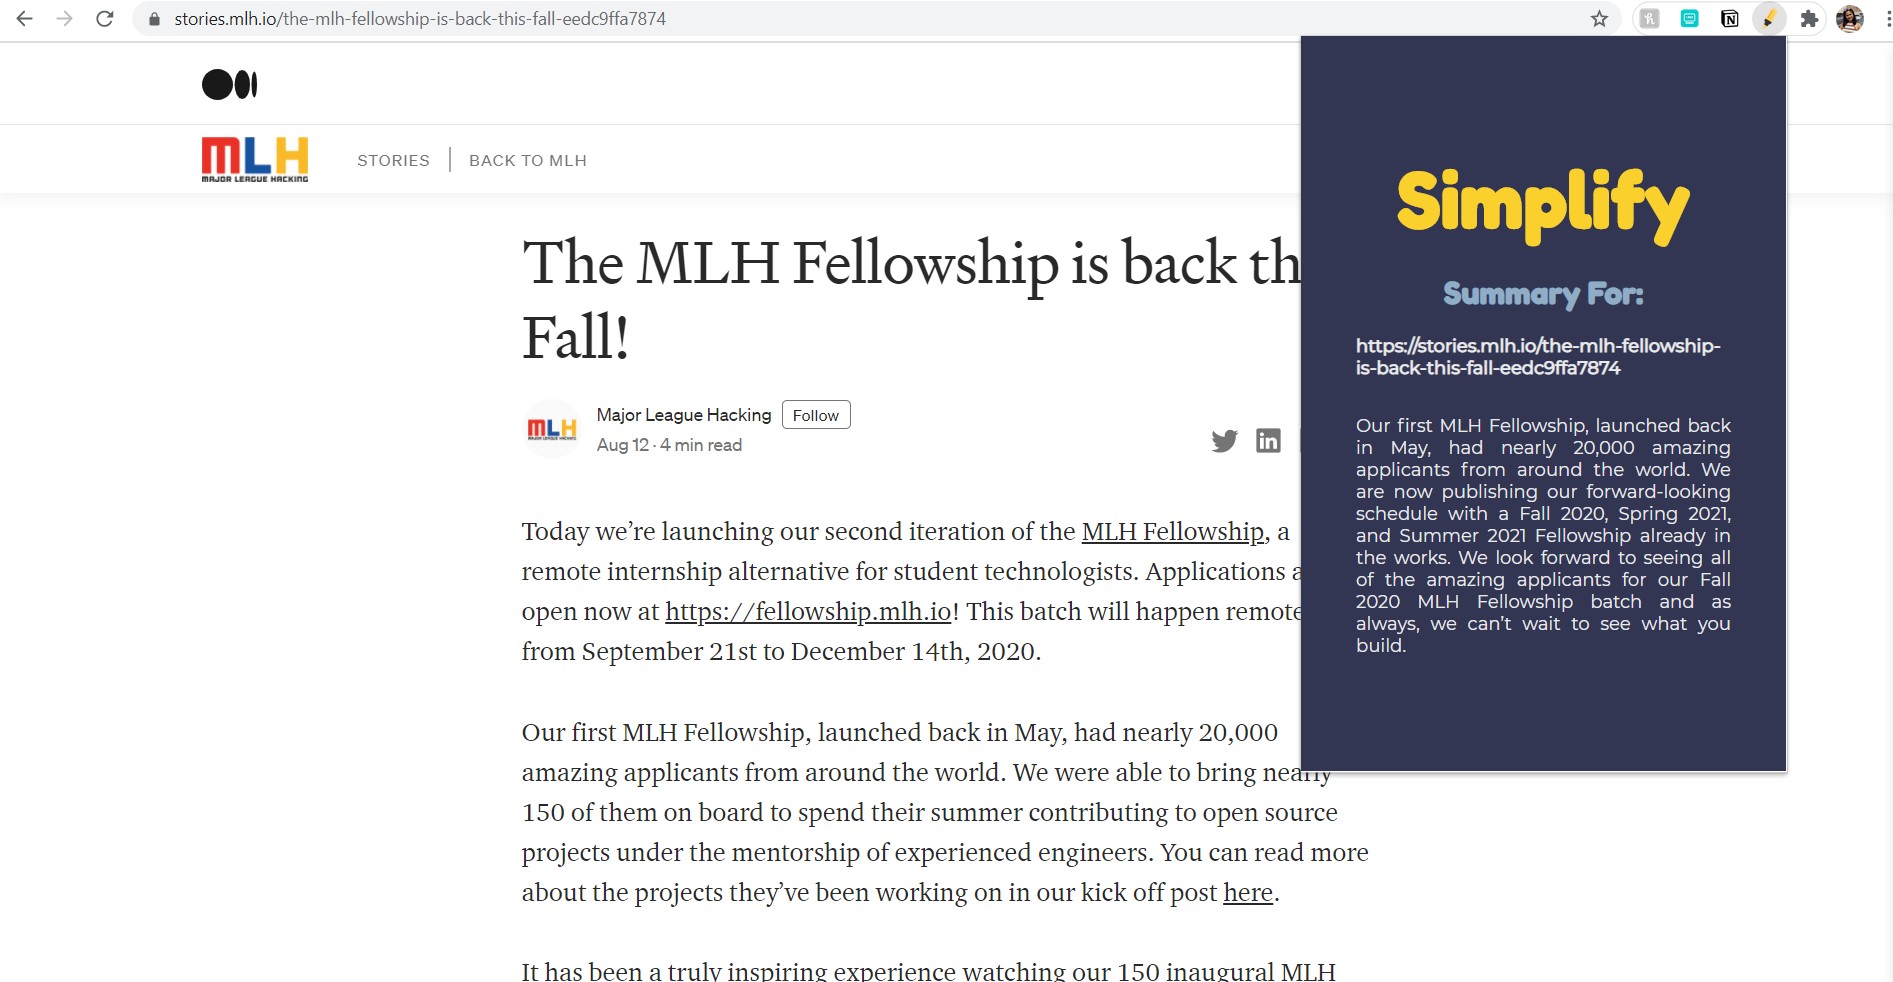 stories.mlh.io/the-mlh-fellowship-is-back-this-fall-eedc9ffa7874
MLH
MAJOR LEAGUE HACKING
STORIES
BACK TO MLH
The MLH Fellowship is back th
Fall!
MLH
Major League Hacking
Follow
Aug 12 · 4 min read
in
Today we’re launching our second iteration of the MLH Fellowship, a
remote internship alternative for student technologists. Applications a
open now at https://fellowship.mlh.io! This batch will happen remote
from September 21st to December 14th, 2020.
Our first MLH Fellowship, launched back in May, had nearly 20,000
amazing applicants from around the world. We were able to bring nearly
150 of them on board to spend their summer contributing to open source
projects under the mentorship of experienced engineers. You can read more
about the projects they’ve been working on in our kick off post here.
It has been a truly inspiring experience watching our 150 inaugural MLH
Simplify
Summary For:
https://stories.mlh.io/the-mlh-fellowship-
is-back-this-fall-eedc9ffa7874
Our first MLH Fellowship, launched back
in May, had nearly 20,000 amazing
applicants from around the world. We
are now publishing our forward-looking
schedule with a Fall 2020, Spring 2021,
and Summer 2021 Fellowship already in
the works. We look forward to seeing all
of the amazing applicants for our Fall
2020 MLH Fellowship batch and as
always, we can’t wait to see what you
build.